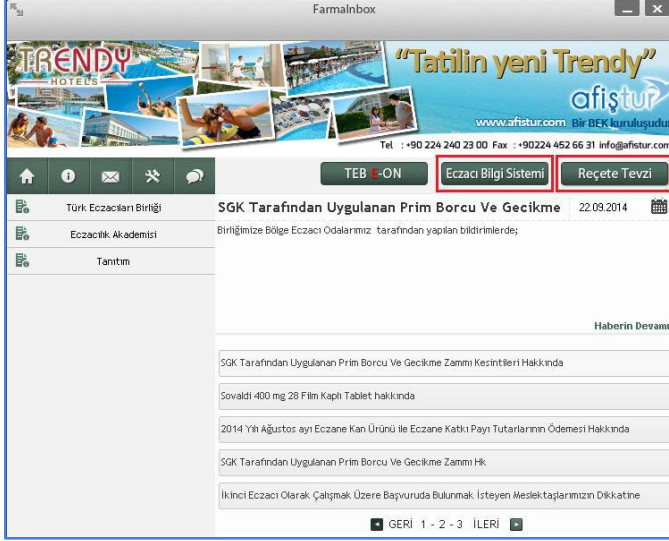 FarmaInbox
TRENDY
HOTELS
“Tatilin yeni Trendy”
afiştur
www.afistur.com Bir BEK kuruluşudur
Tel : +90 224 240 23 00 Fax : +90224 452 66 31 info@afistur.com
TEB E-ON Eczacı Bilgi Sistemi Reçete Tevzi
Türk Eczacıları Birliği
Eczacılık Akademisi
Tanıtım
SGK Tarafından Uygulanan Prim Borcu Ve Gecikme 22.09.2014
Birliğimize Bölge Eczacı Odalarımız tarafından yapılan bildirimlerde;
Haberin Devamı
SGK Tarafından Uygulanan Prim Borcu Ve Gecikme Zammı Kesintileri Hakkında
Sovaldi 400 mg 28 Film Kaplı Tablet hakkında
2014 Yılı Ağustos ayı Eczane Kan Ürünü ile Eczane Katkı Payı Tutarlarının Ödemesi Hakkında
SGK Tarafından Uygulanan Prim Borcu Ve Gecikme Zammı Hk.
İkinci Eczacı Olarak Çalışmak Üzere Başvuruda Bulunmak İsteyen Meslektaşlarımızın Dikkatine
GERİ 1 - 2 - 3 İLERİ